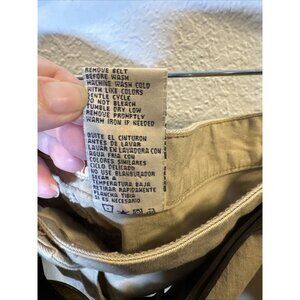 REMOVE BELT
BEFORE WASH
MACHINE WASH COLD
WITH LIKE COLORS
GENTLE CYCLE
DO NOT BLEACH
TUMBLE DRY LOW
REMOVE PROMPTLY
WARM IRON IF NEEDED
QUITE EL CINTURON
ANTES DE LAVAR
LAVAR EN LAVADORA CON
AGUA FRIA CON
COLORES SIMILARES
CICLO DELICADO
NO USE BLANQUEADOR
SECAR A
TEMPERATURA BAJA
RETIRAR RAPIDAMENTE
PLANCHA TIBIA
SI ES NECESARIO